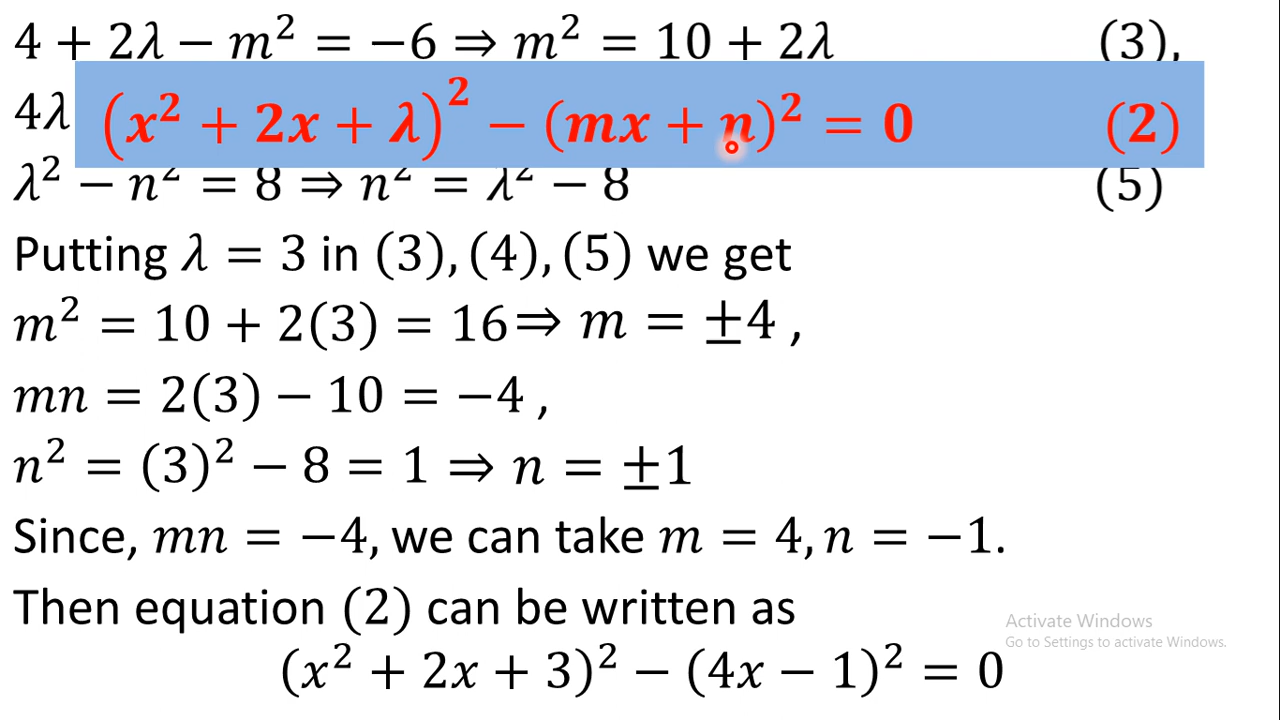 4 + 2λ − m² = −6 ⇒ m² = 10 + 2λ (3),
4λ
(x² + 2x + λ)² − (mx + n)² = 0 (2)
λ² − n² = 8 ⇒ n² = λ² − 8 (5)
Putting λ = 3 in (3), (4), (5) we get
m² = 10 + 2(3) = 16 ⇒ m = ±4 ,
mn = 2(3) − 10 = −4 ,
n² = (3)² − 8 = 1 ⇒ n = ±1
Since, mn = −4, we can take m = 4, n = −1.
Then equation (2) can be written as
Activate Windows
Go to Settings to activate Windows.
(x² + 2x + 3)² − (4x − 1)² = 0